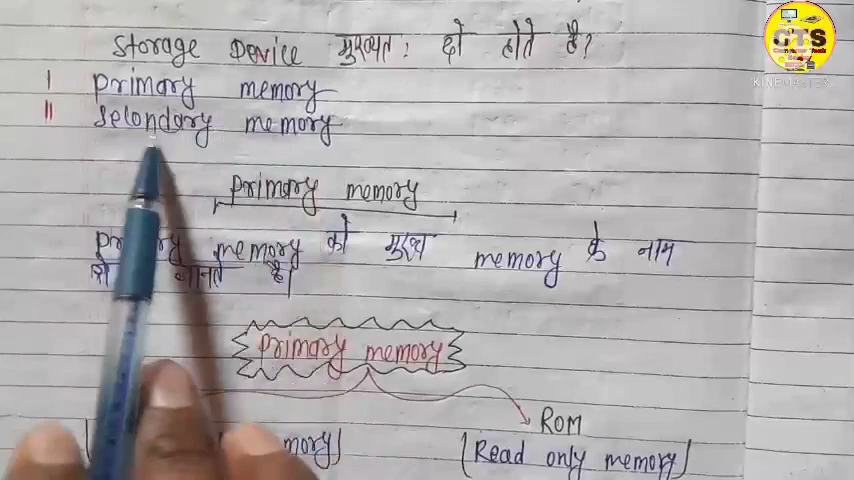 Storage Device मुख्यत: दो होते है?
I primary memory
II Secondary memory
primary memory
memory को मुख्य memory के नाम
से जानते है।
primary memory
ROM
(Read only memory)
CTS
KINEMASTER